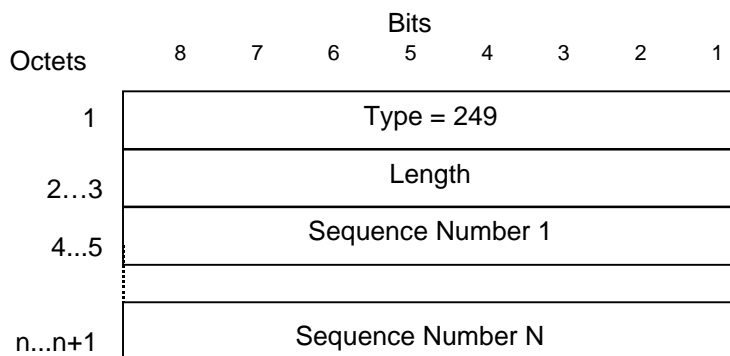 Bits
Octets 8 7 6 5 4 3 2 1
1 Type = 249
2…3 Length
4...5 Sequence Number 1
n...n+1 Sequence Number N